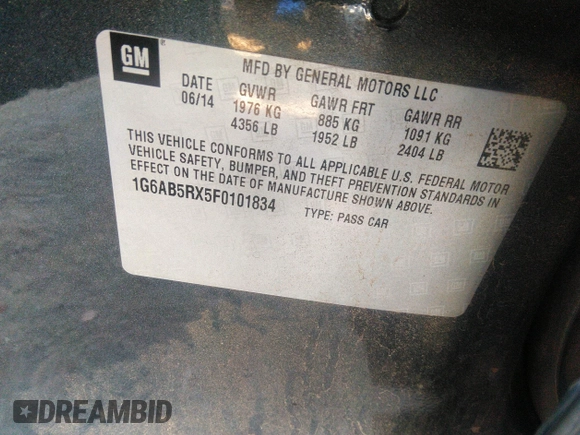 GM
MFD BY GENERAL MOTORS LLC
DATE GVWR GAWR FRT GAWR RR
06/14 1976 KG 885 KG 1091 KG
4356 LB 1952 LB 2404 LB
THIS VEHICLE CONFORMS TO ALL APPLICABLE U.S. FEDERAL MOTOR
VEHICLE SAFETY, BUMPER, AND THEFT PREVENTION STANDARDS IN
EFFECT ON THE DATE OF MANUFACTURE SHOWN ABOVE.
1G6AB5RX5F0101834 TYPE: PASS CAR
DREAMBID